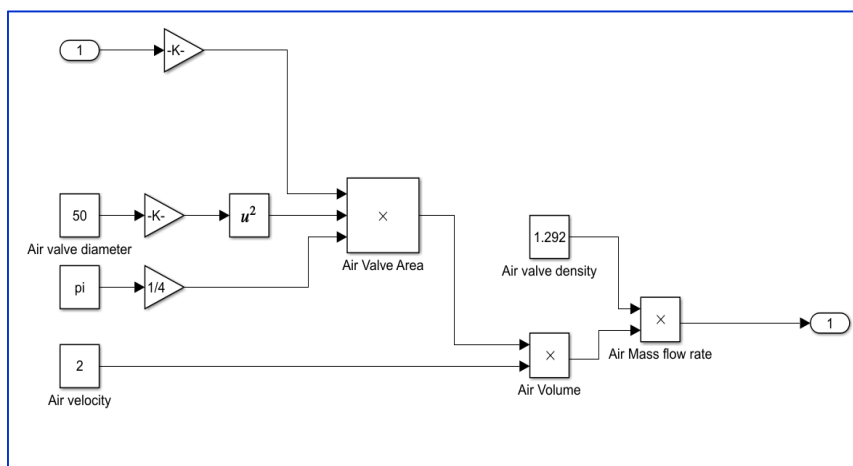 1
-K-
50
-K-
u²
×
Air valve diameter
Air Valve Area
pi
1/4
1.292
Air valve density
×
1
Air Mass flow rate
2
×
Air velocity
Air Volume